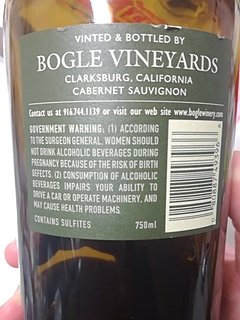 VINTED & BOTTLED BY
BOGLE VINEYARDS
CLARKSBURG, CALIFORNIA
CABERNET SAUVIGNON
Contact us at 916.744.1139 or visit our web site www.boglewinery.com
GOVERNMENT WARNING: (1) ACCORDING
TO THE SURGEON GENERAL, WOMEN SHOULD
NOT DRINK ALCOHOLIC BEVERAGES DURING
PREGNANCY BECAUSE OF THE RISK OF BIRTH
DEFECTS. (2) CONSUMPTION OF ALCOHOLIC
BEVERAGES IMPAIRS YOUR ABILITY TO
DRIVE A CAR OR OPERATE MACHINERY, AND
MAY CAUSE HEALTH PROBLEMS.
CONTAINS SULFITES 750ml